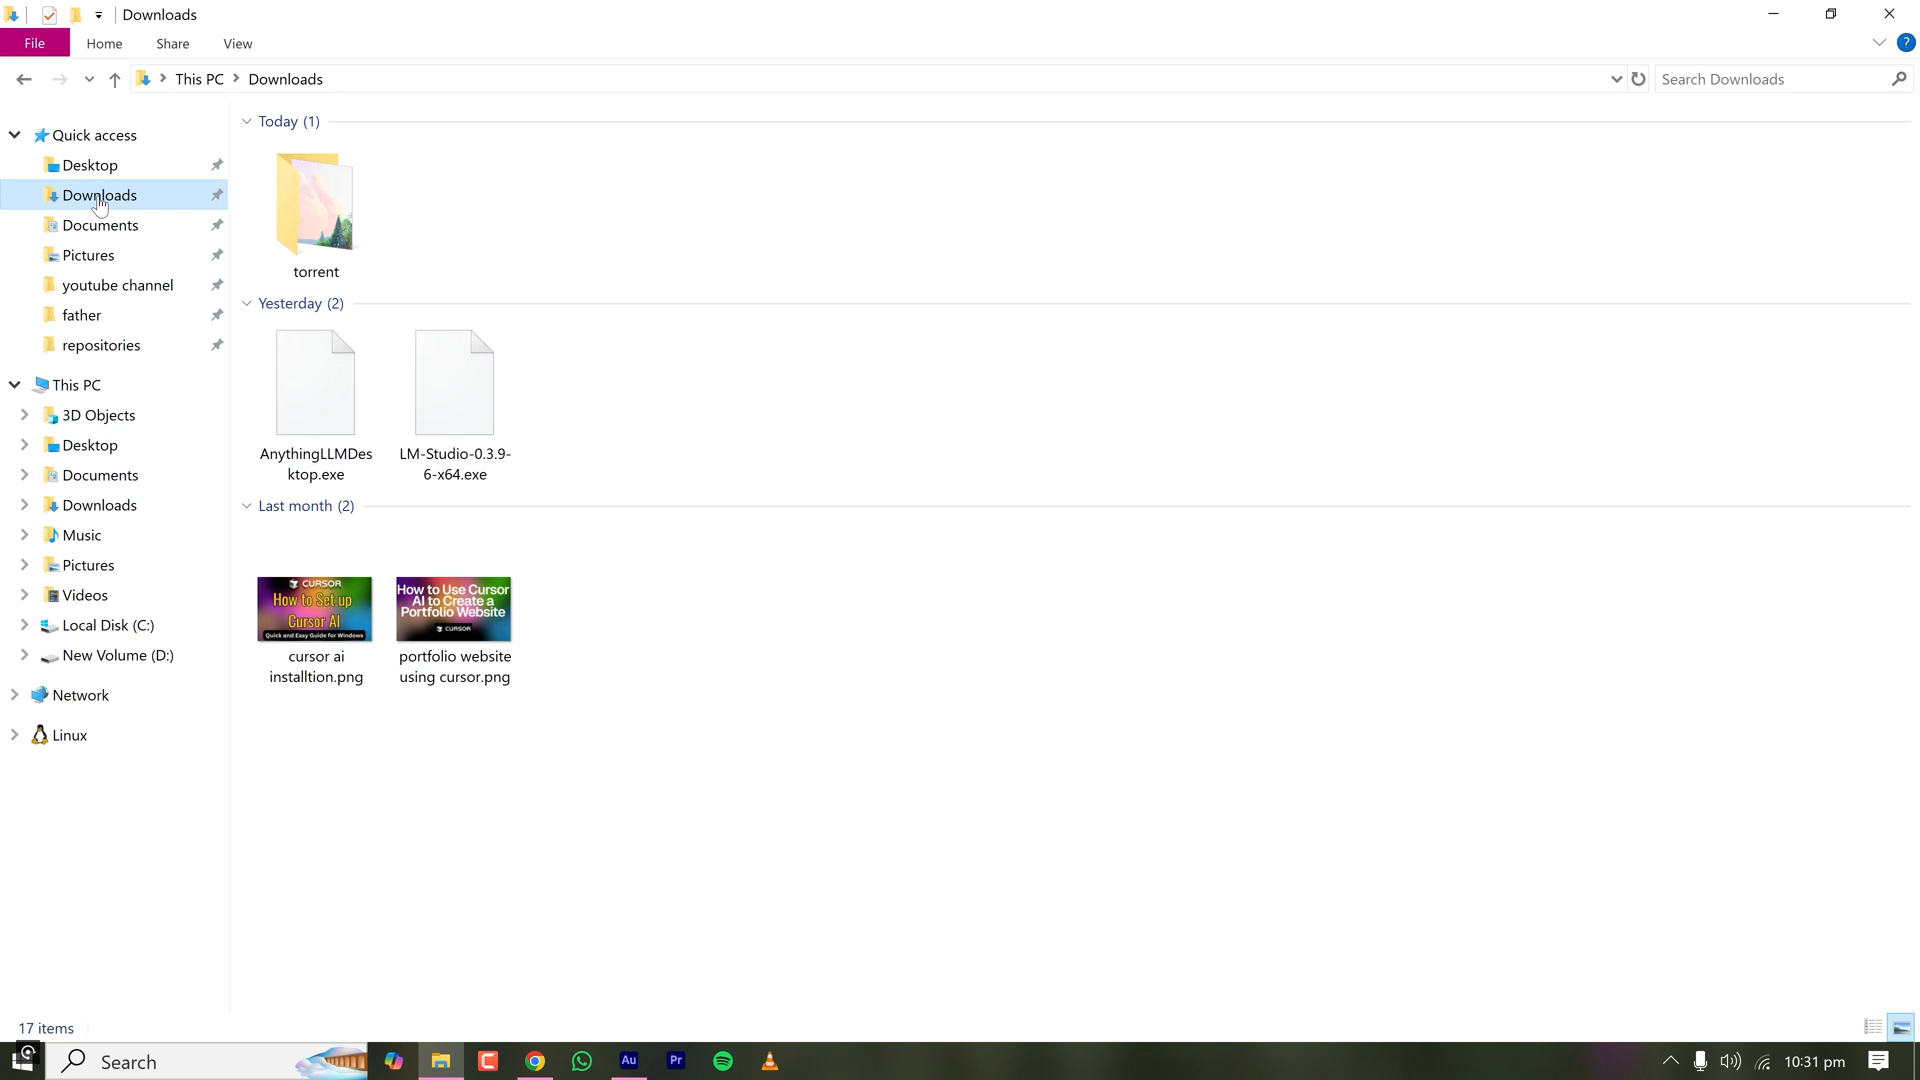 Downloads
File Home Share View
This PC Downloads
Search Downloads
Quick access
Desktop
Downloads
Documents
Pictures
youtube channel
father
repositories
This PC
3D Objects
Desktop
Documents
Downloads
Music
Pictures
Videos
Local Disk (C:)
New Volume (D:)
Network
Linux
Today (1)
torrent
Yesterday (2)
AnythingLLMDes
ktop.exe
LM-Studio-0.3.9-
6-x64.exe
Last month (2)
CURSOR
How to Set up
Cursor AI
Quick and Easy Guide for Windows
cursor ai
installtion.png
How to Use Cursor
AI to Create a
Portfolio Website
CURSOR
portfolio website
using cursor.png
17 items
Search
Au
Pr
10:31 pm